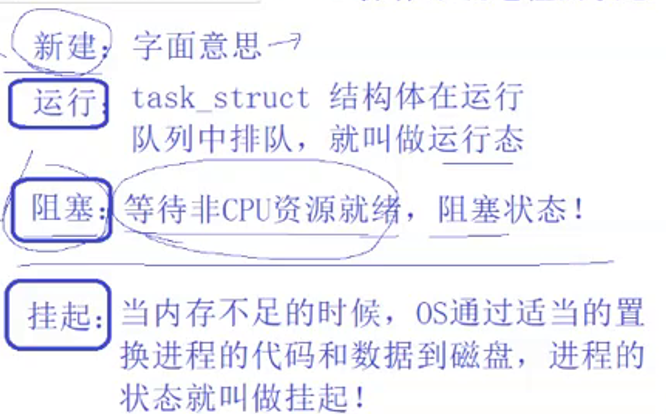 新建：字面意思
运行：task_struct 结构体在运行
队列中排队，就叫做运行态
阻塞：等待非CPU资源就绪，阻塞状态！
挂起：当内存不足的时候，OS通过适当的置
换进程的代码和数据到磁盘，进程的
状态就叫做挂起！